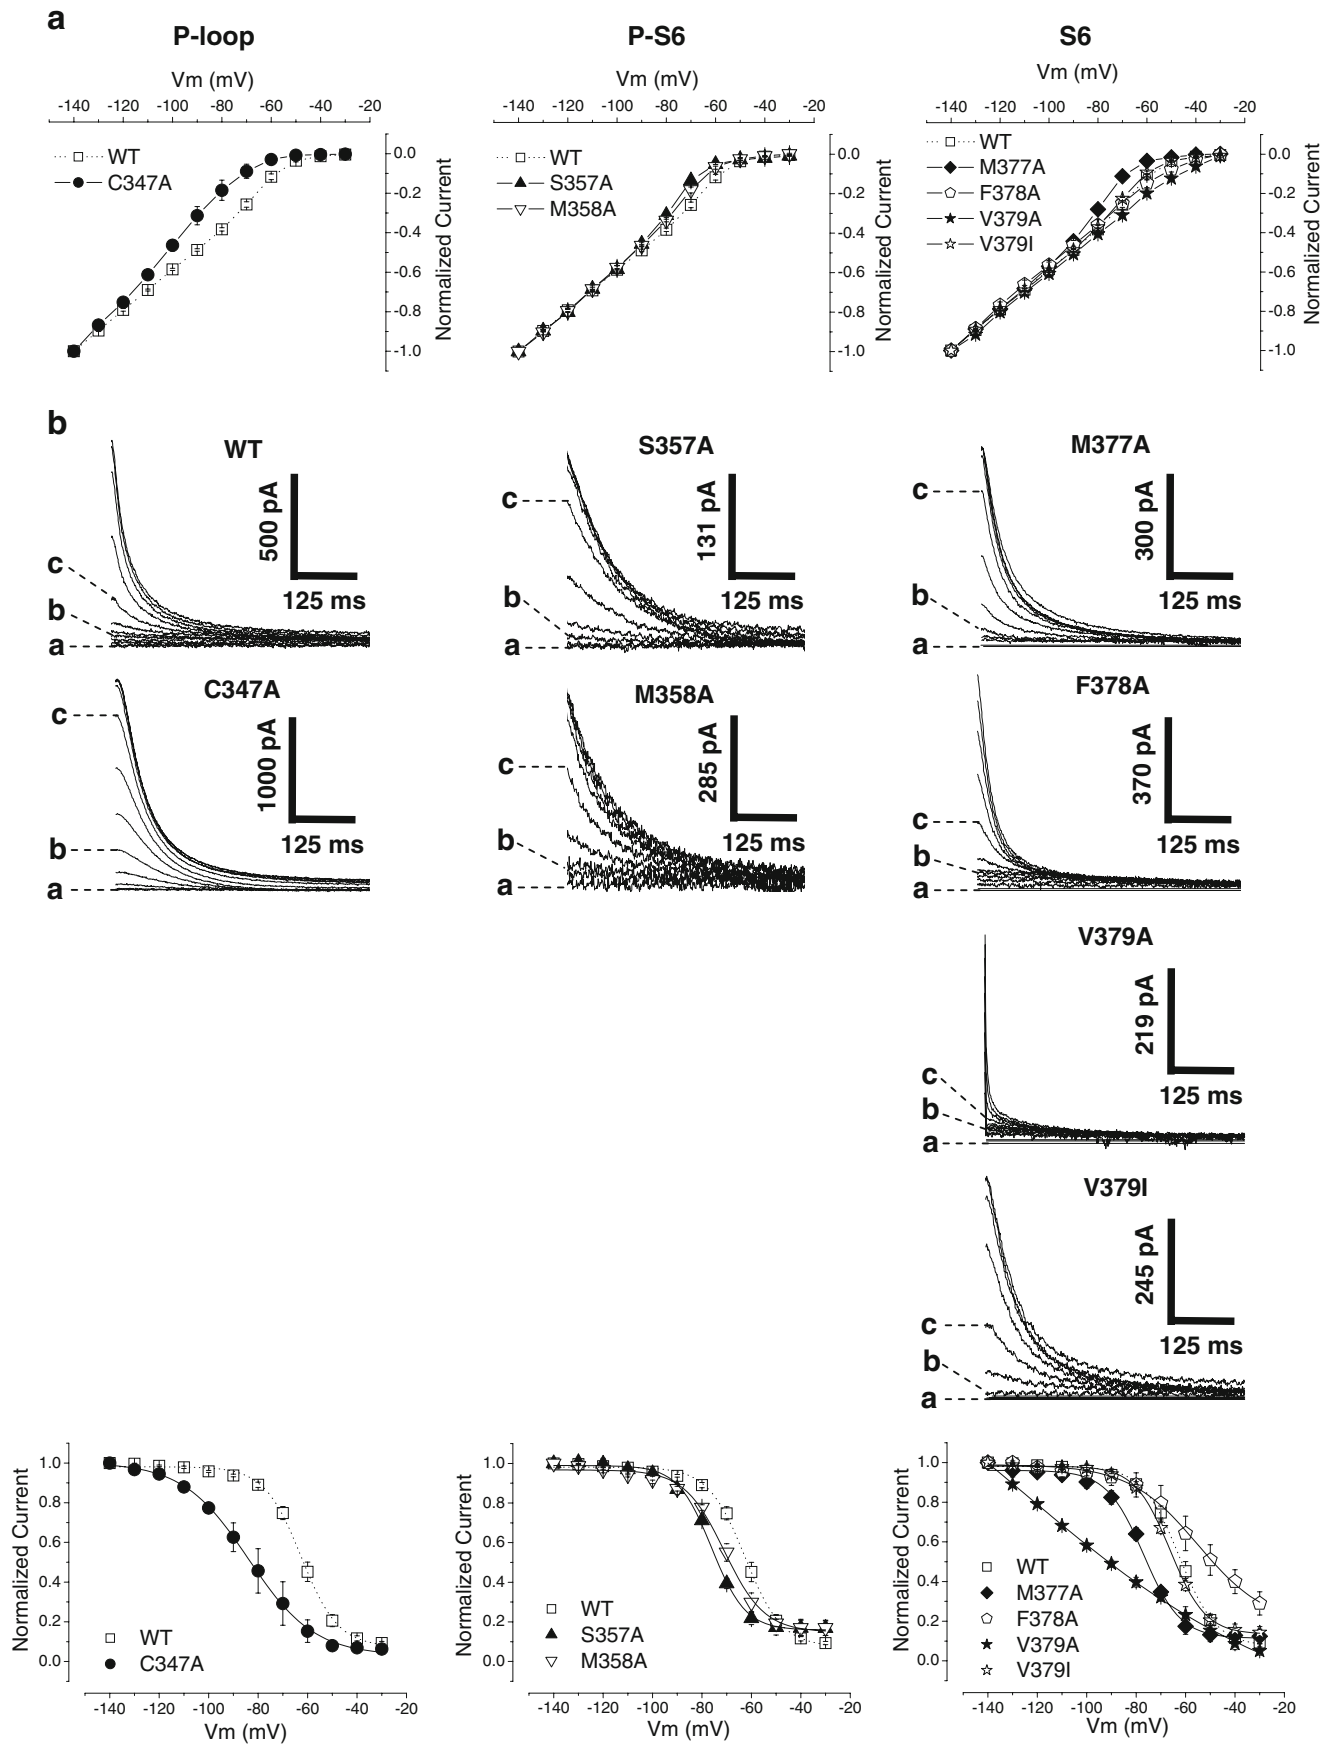 a
P-loop
P-S6
S6
Vm (mV)
Vm (mV)
Vm (mV)
-140 -120 -100 -80 -60 -40 -20
-140 -120 -100 -80 -60 -40 -20
-140 -120 -100 -80 -60 -40 -20
WT
C347A
0.0
-0.2
-0.4
-0.6
-0.8
-1.0
Normalized Current
WT
S357A
M358A
0.0
-0.2
-0.4
-0.6
-0.8
-1.0
Normalized Current
WT
M377A
F378A
V379A
V379I
0.0
-0.2
-0.4
-0.6
-0.8
-1.0
Normalized Current
b
WT
500 pA
125 ms
c
b
a
S357A
131 pA
125 ms
c
b
a
M377A
300 pA
125 ms
c
b
a
C347A
1000 pA
125 ms
c
b
a
M358A
285 pA
125 ms
c
b
a
F378A
370 pA
125 ms
c
b
a
V379A
219 pA
125 ms
c
b
a
V379I
245 pA
125 ms
c
b
a
Normalized Current
1.0
0.8
0.6
0.4
0.2
0.0
WT
C347A
-140 -120 -100 -80 -60 -40 -20
Vm (mV)
Normalized Current
1.0
0.8
0.6
0.4
0.2
0.0
WT
S357A
M358A
-140 -120 -100 -80 -60 -40 -20
Vm (mV)
Normalized Current
1.0
0.8
0.6
0.4
0.2
0.0
WT
M377A
F378A
V379A
V379I
-140 -120 -100 -80 -60 -40 -20
Vm (mV)